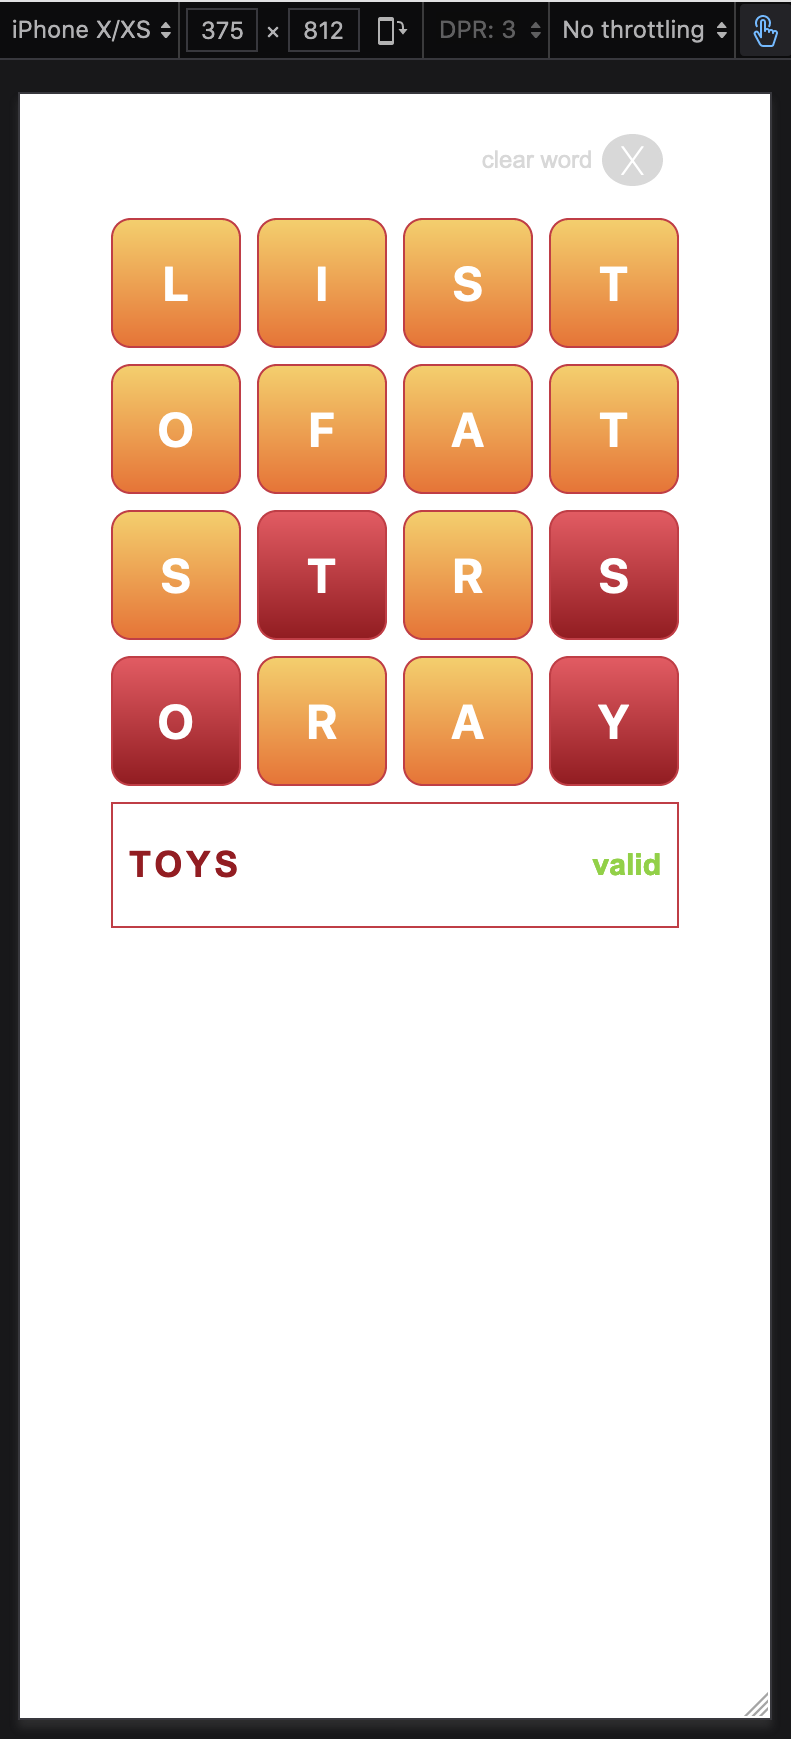 iPhone X/XS 375 × 812 DPR: 3 No throttling
clear word X
L I S T
O F A T
S T R S
O R A Y
TOYS valid